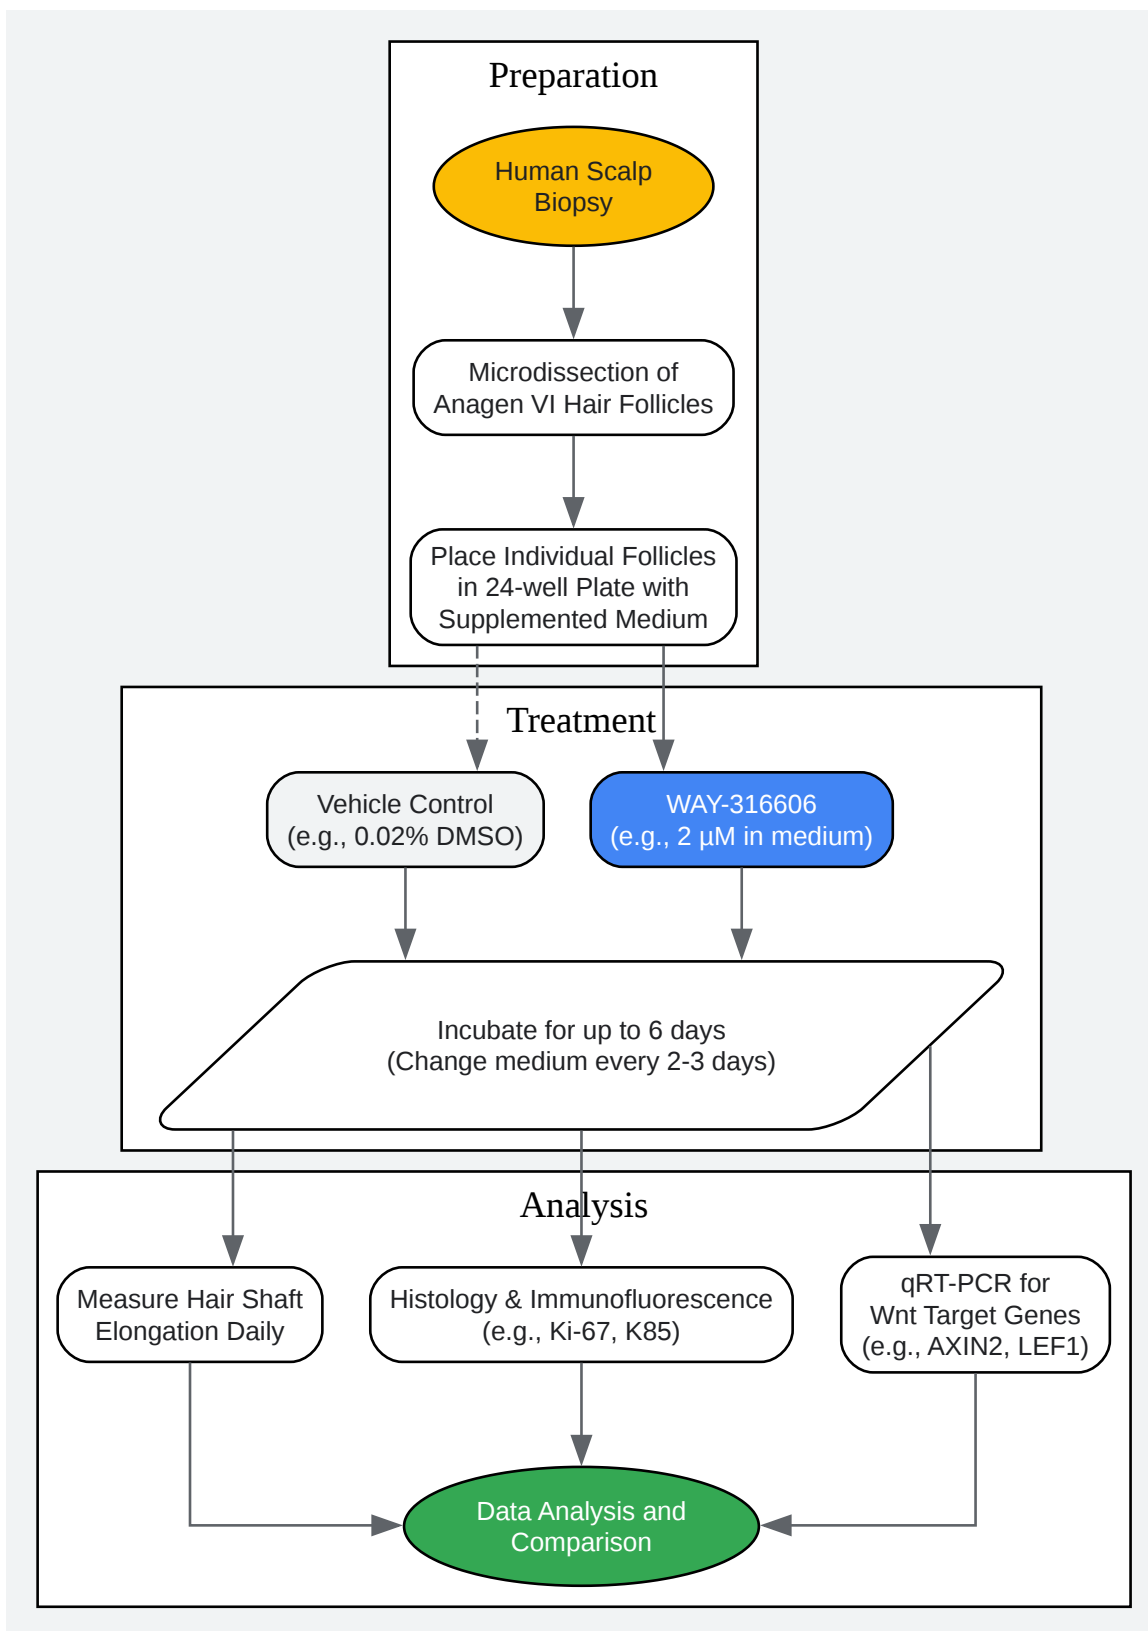 Preparation
Human Scalp
Biopsy
Microdissection of
Anagen VI Hair Follicles
Place Individual Follicles
in 24-well Plate with
Supplemented Medium
Treatment
Vehicle Control
(e.g., 0.02% DMSO)
WAY-316606
(e.g., 2 µM in medium)
Incubate for up to 6 days
(Change medium every 2-3 days)
Analysis
Measure Hair Shaft
Elongation Daily
Histology & Immunofluorescence
(e.g., Ki-67, K85)
qRT-PCR for
Wnt Target Genes
(e.g., AXIN2, LEF1)
Data Analysis and
Comparison